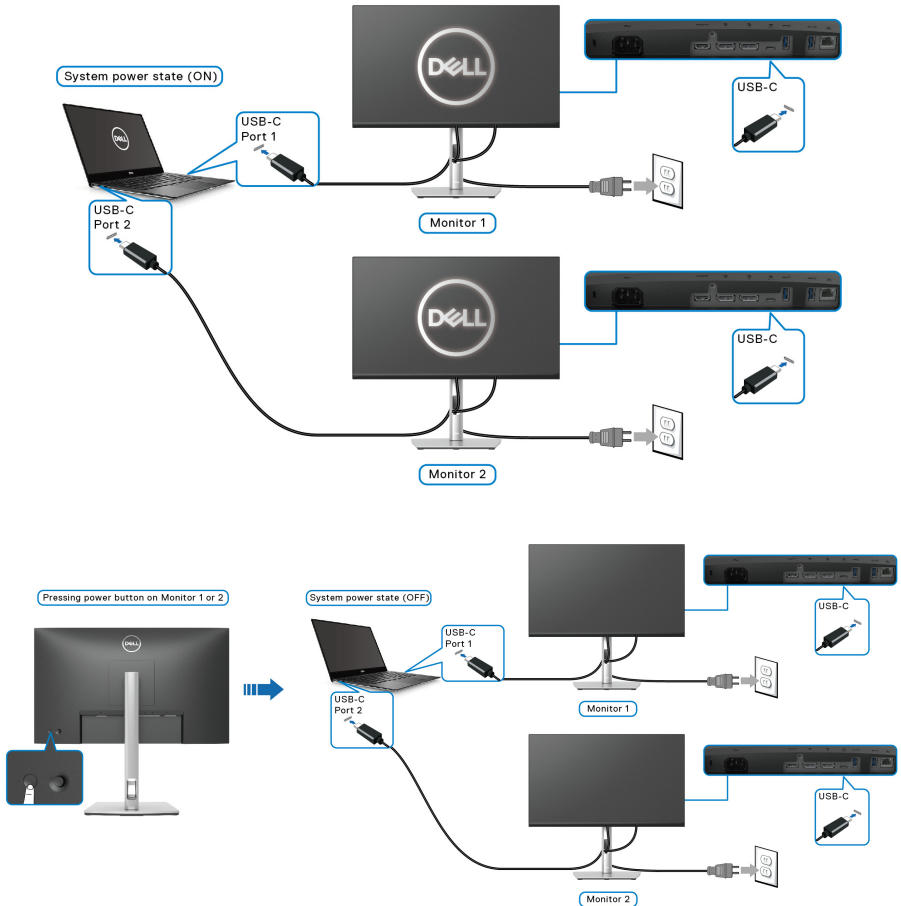 System power state (ON)
DELL
USB-C
Port 1
DELL
USB-C
Monitor 1
USB-C
Port 2
DELL
USB-C
Monitor 2
Pressing power button on Monitor 1 or 2
System power state (OFF)
DELL
USB-C
Port 1
USB-C
Monitor 1
USB-C
Port 2
USB-C
Monitor 2